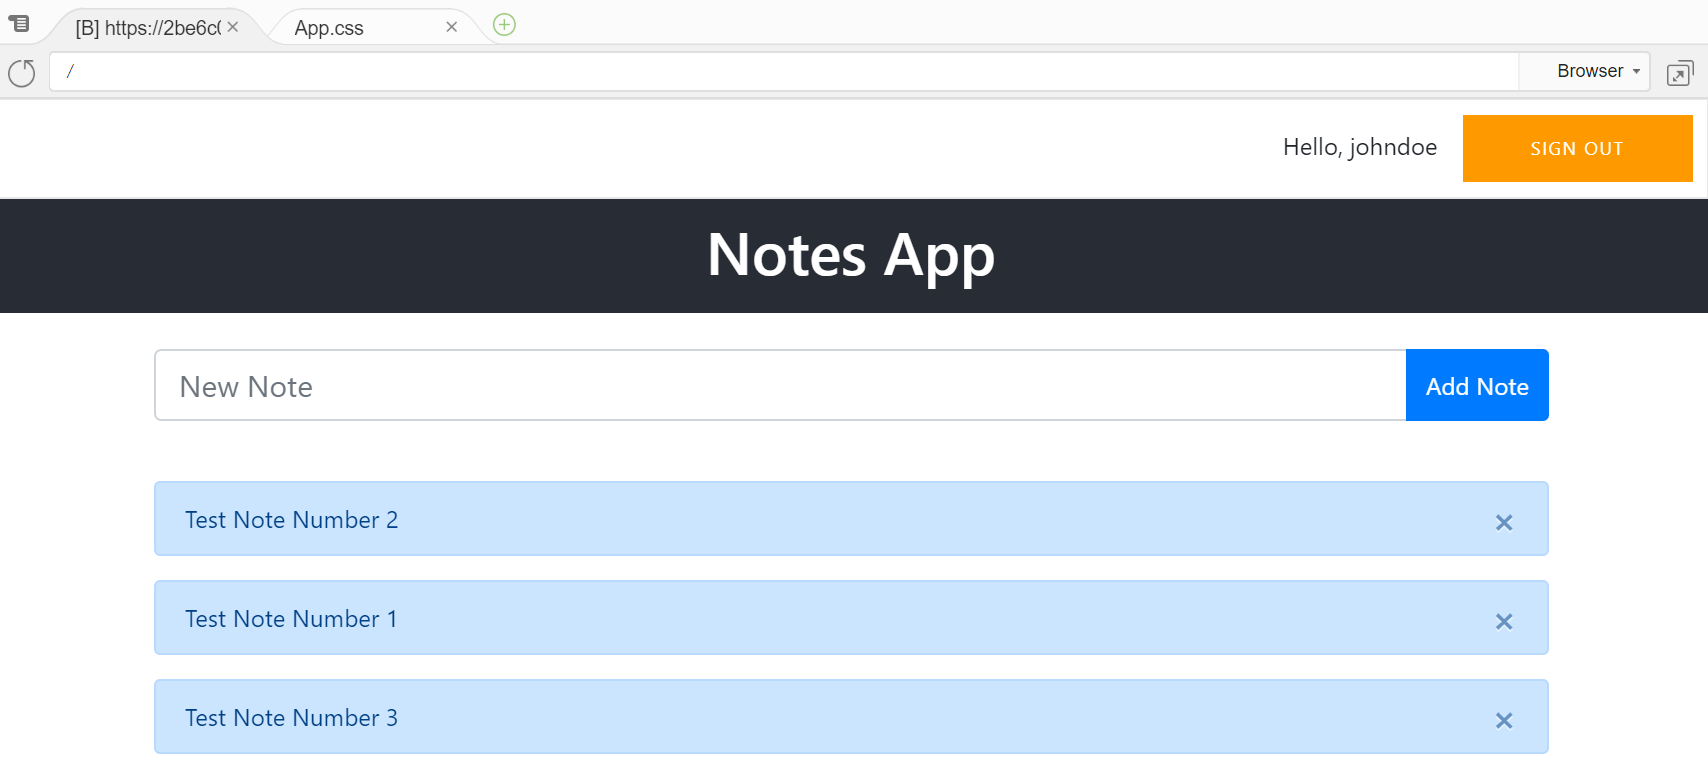 [B] https://2be6c
App.css
/
Browser
Hello, johndoe
SIGN OUT
Notes App
New Note
Add Note
Test Note Number 2
Test Note Number 1
Test Note Number 3